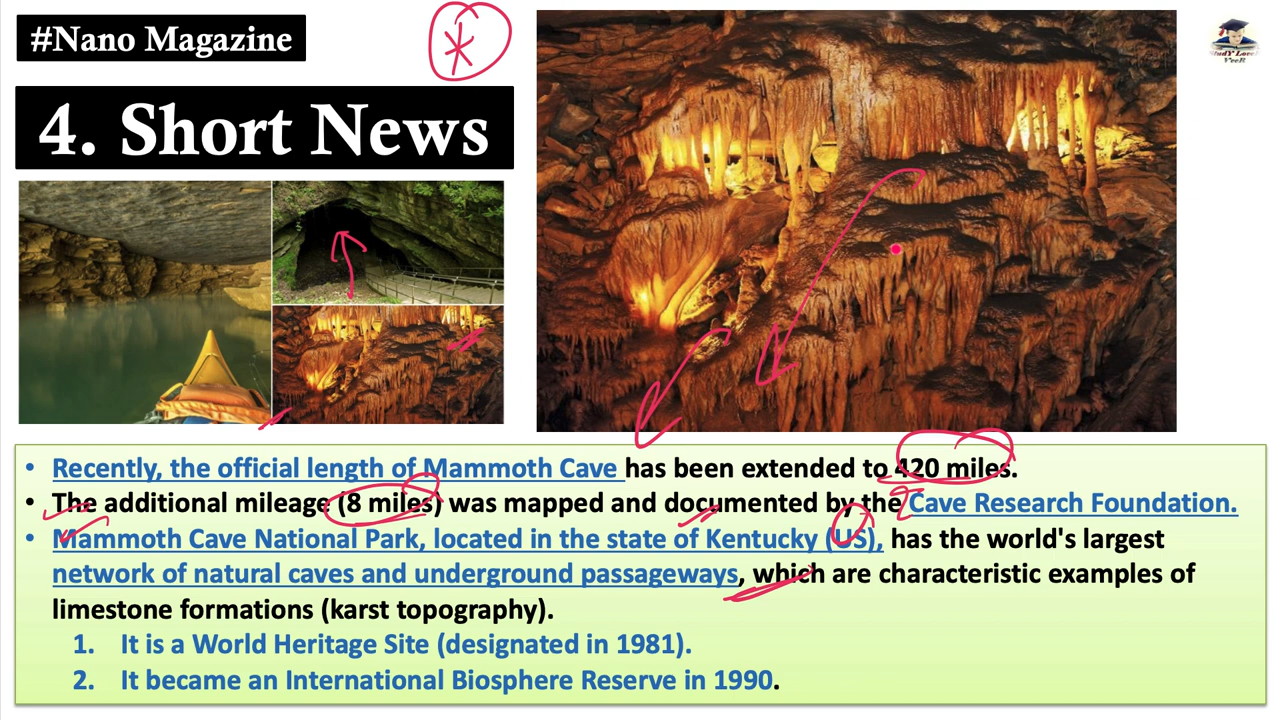 #Nano Magazine
4. Short News
StudY LoveR
VeeR
• Recently, the official length of Mammoth Cave has been extended to 420 miles.
• The additional mileage (8 miles) was mapped and documented by the Cave Research Foundation.
• Mammoth Cave National Park, located in the state of Kentucky (US), has the world's largest
network of natural caves and underground passageways, which are characteristic examples of
limestone formations (karst topography).
1. It is a World Heritage Site (designated in 1981).
2. It became an International Biosphere Reserve in 1990.